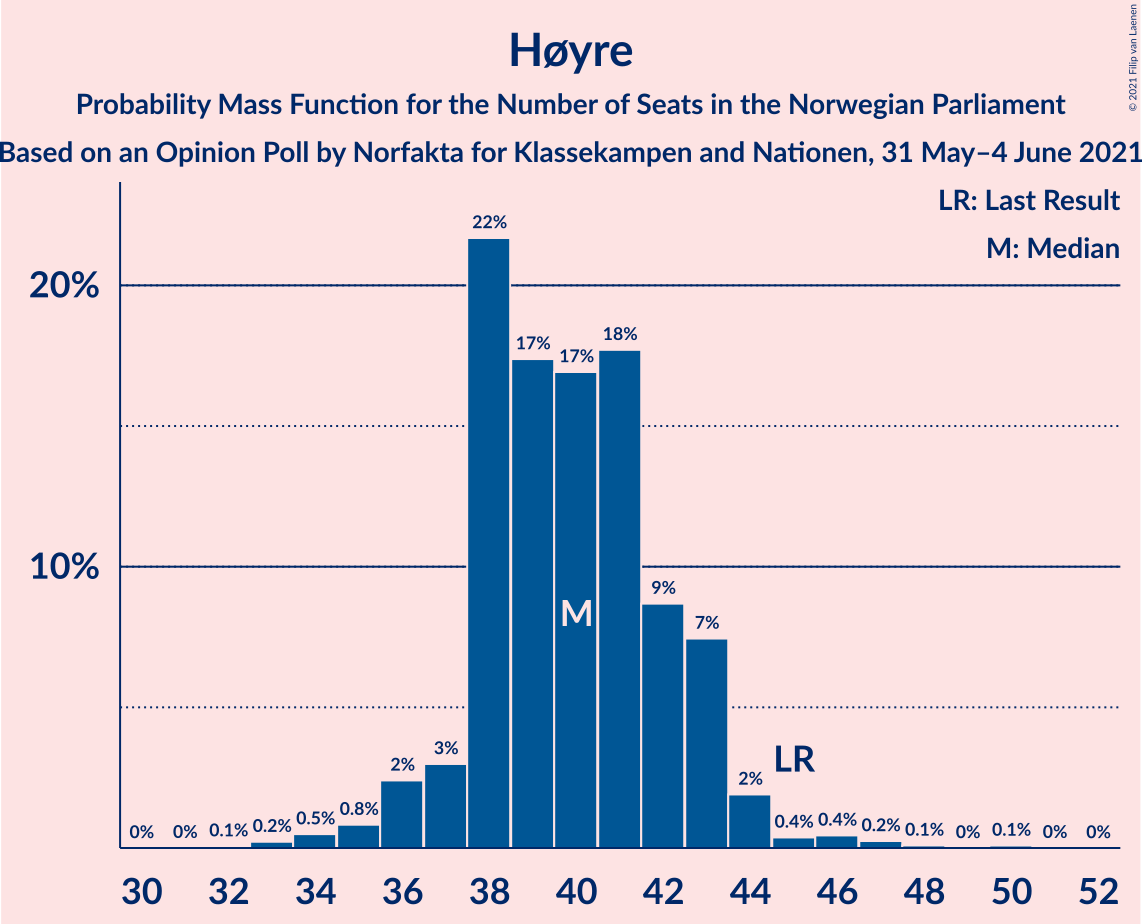 Høyre
Probability Mass Function for the Number of Seats in the Norwegian Parliament
Based on an Opinion Poll by Norfakta for Klassekampen and Nationen, 31 May–4 June 2021
© 2021 Filip van Laenen
LR: Last Result
M: Median
20%
10%
0% 0% 0.1% 0.2% 0.5% 0.8% 2% 3% 22% 17% 17% 18% 9% 7% 2% 0.4% 0.4% 0.2% 0.1% 0% 0.1% 0% 0%
M
LR
30 32 34 36 38 40 42 44 46 48 50 52